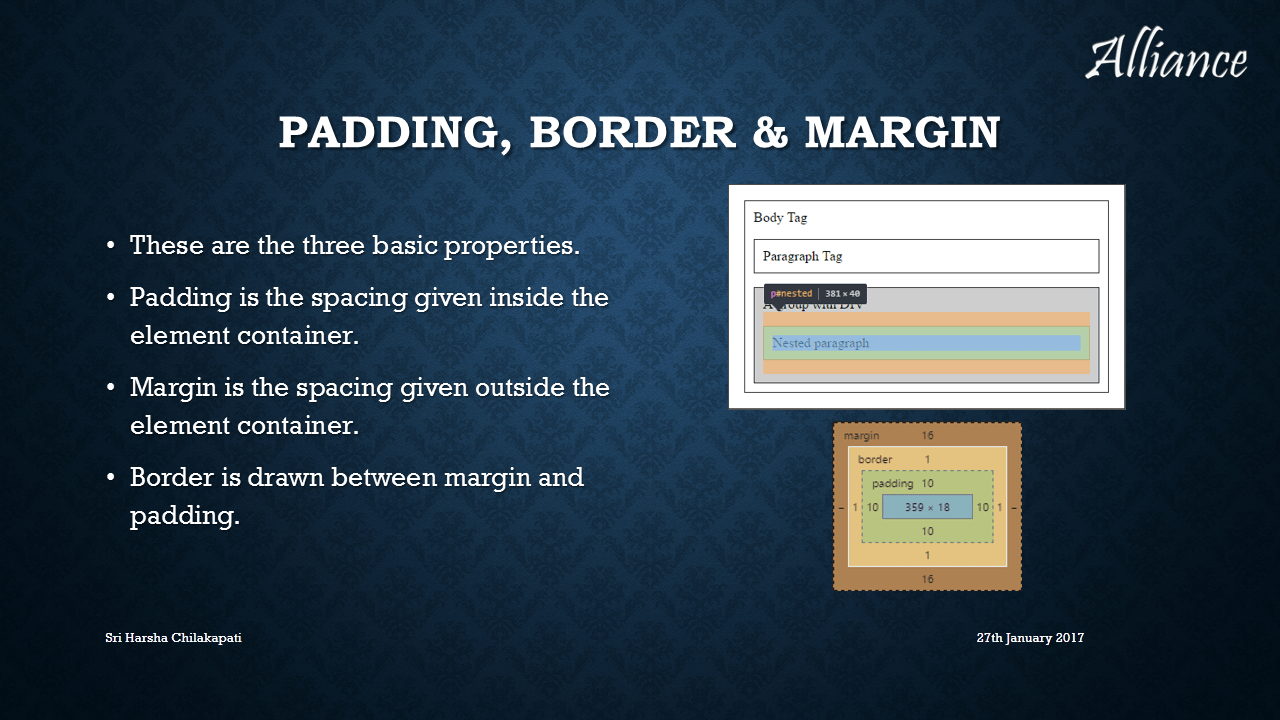 Alliance
PADDING, BORDER & MARGIN
• These are the three basic properties.
• Padding is the spacing given inside the
element container.
• Margin is the spacing given outside the
element container.
• Border is drawn between margin and
padding.
Body Tag
Paragraph Tag
p#nested | 381 × 40
A group with DIV
Nested paragraph
margin 16
border 1
padding 10
– 1 10 359 × 18 10 1 –
10
1
16
Sri Harsha Chilakapati
27th January 2017